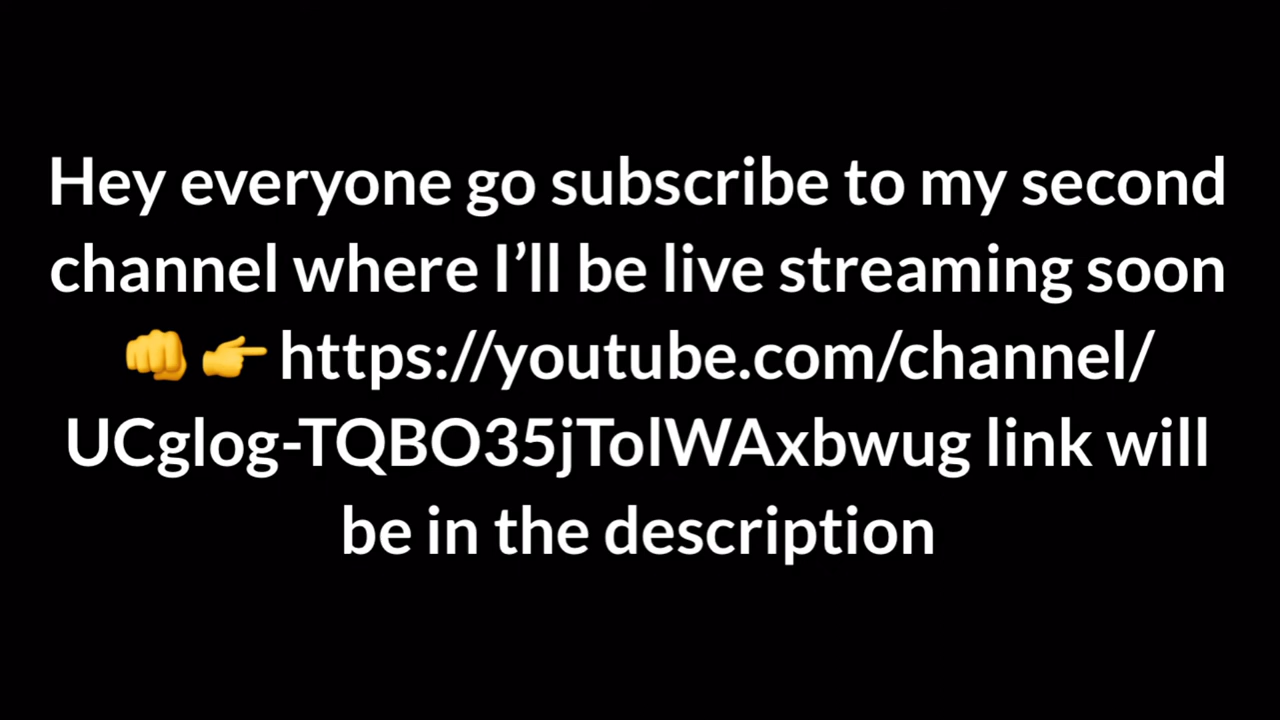 Hey everyone go subscribe to my second
channel where I’ll be live streaming soon
👊👉https://youtube.com/channel/
UCglog-TQBO35jTolWAxbwug link will
be in the description